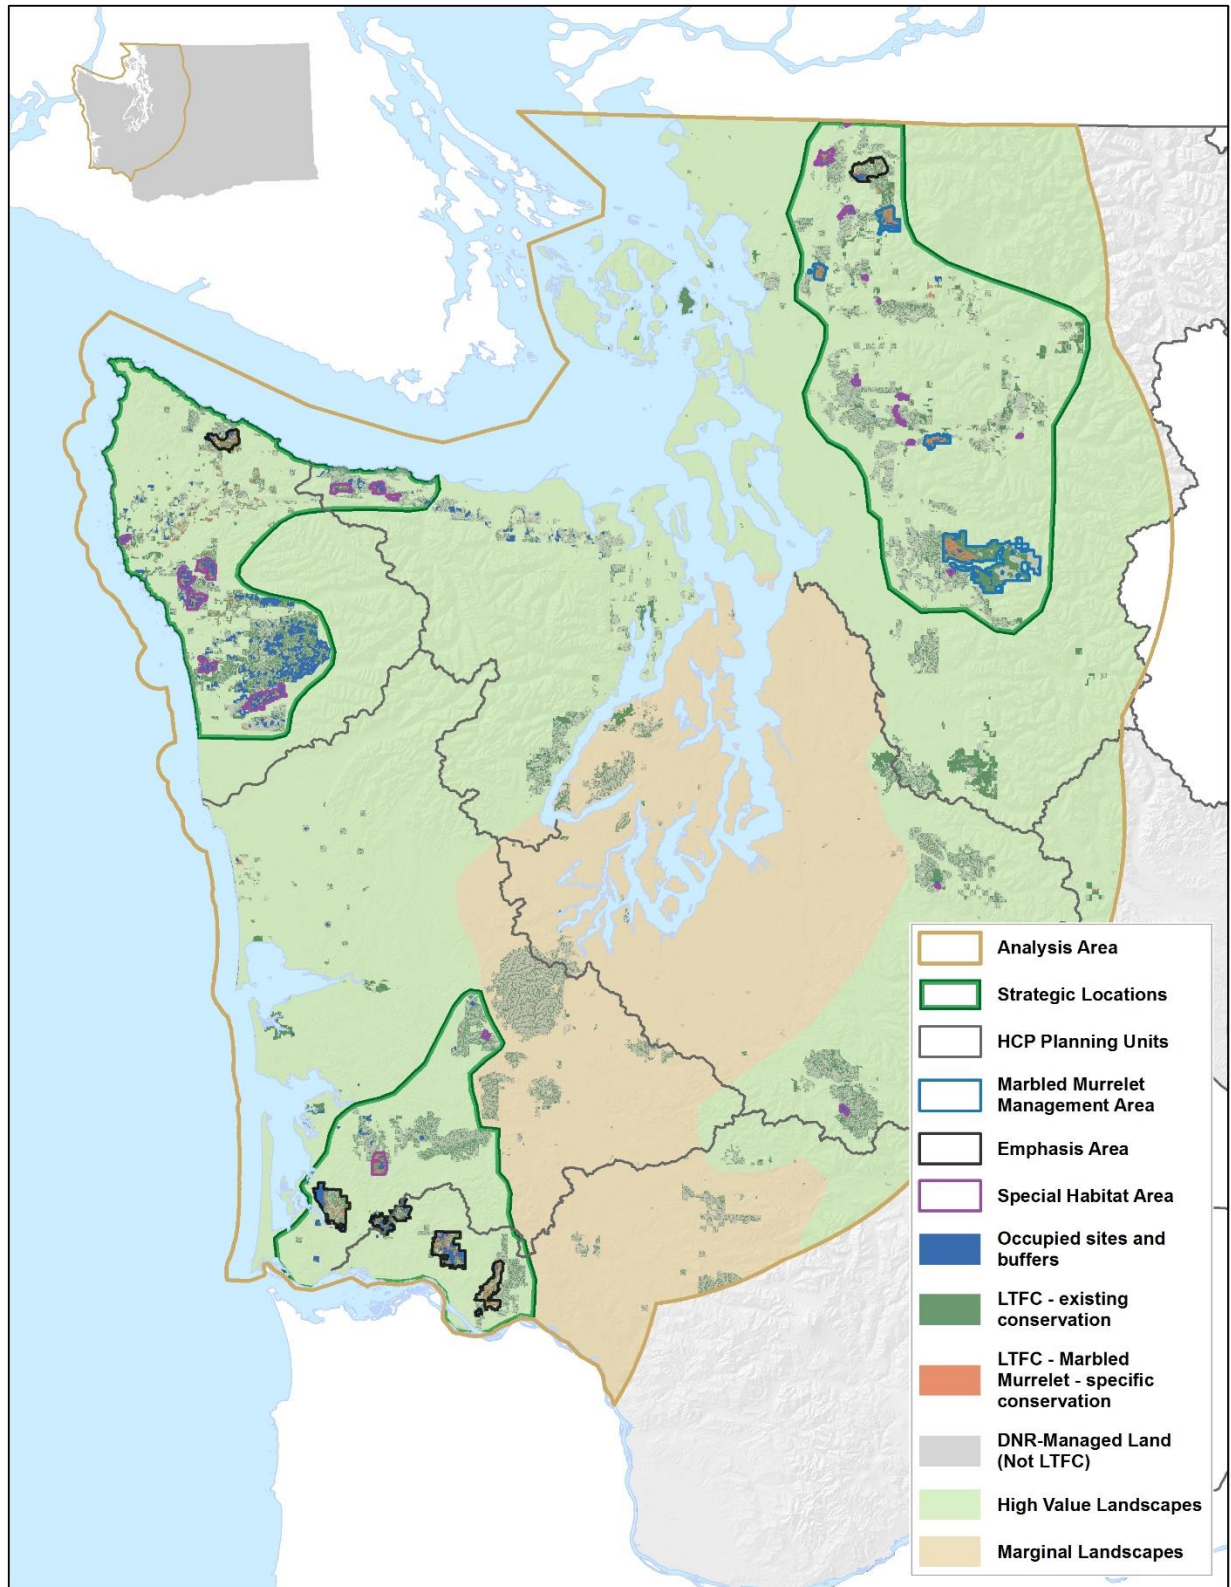 Analysis Area
Strategic Locations
HCP Planning Units
Marbled Murrelet
Management Area
Emphasis Area
Special Habitat Area
Occupied sites and
buffers
LTFC - existing
conservation
LTFC - Marbled
Murrelet - specific
conservation
DNR-Managed Land
(Not LTFC)
High Value Landscapes
Marginal Landscapes